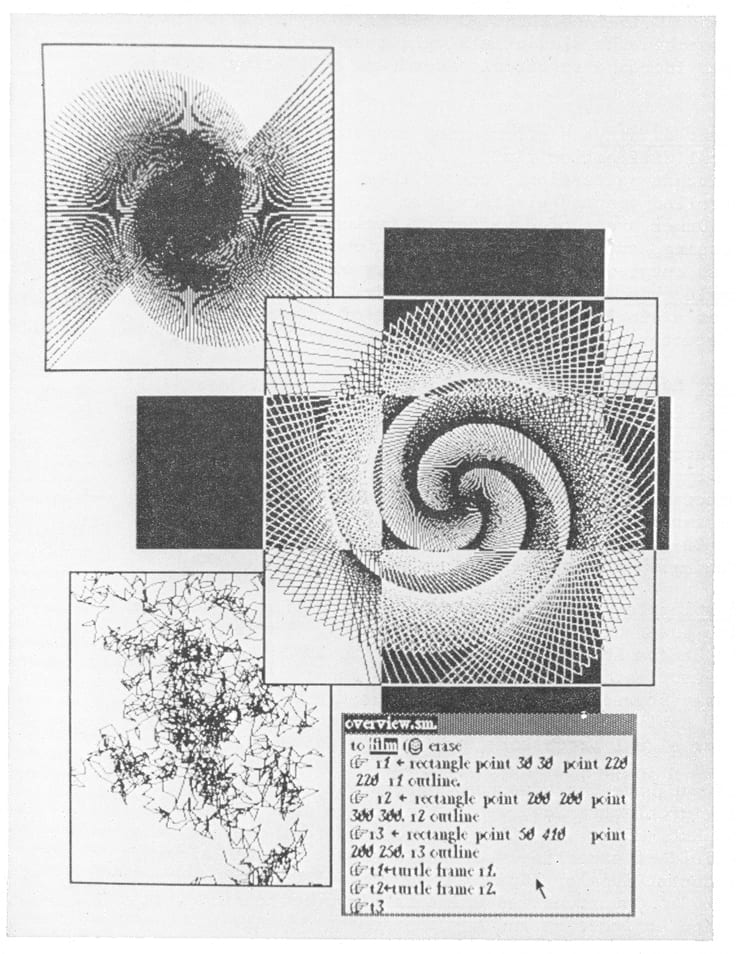 overview.sm.
to film (☺ erase
☞ r1 ← rectangle point 30 30 point 220
220 r1 outline.
☞ r2 ← rectangle point 200 200 point
300 300. r2 outline
☞r3 ← rectangle point 50 410 point
200 250. r3 outline
☞t1←turtle frame r1.
☞t2←turtle frame r2.
☞t3